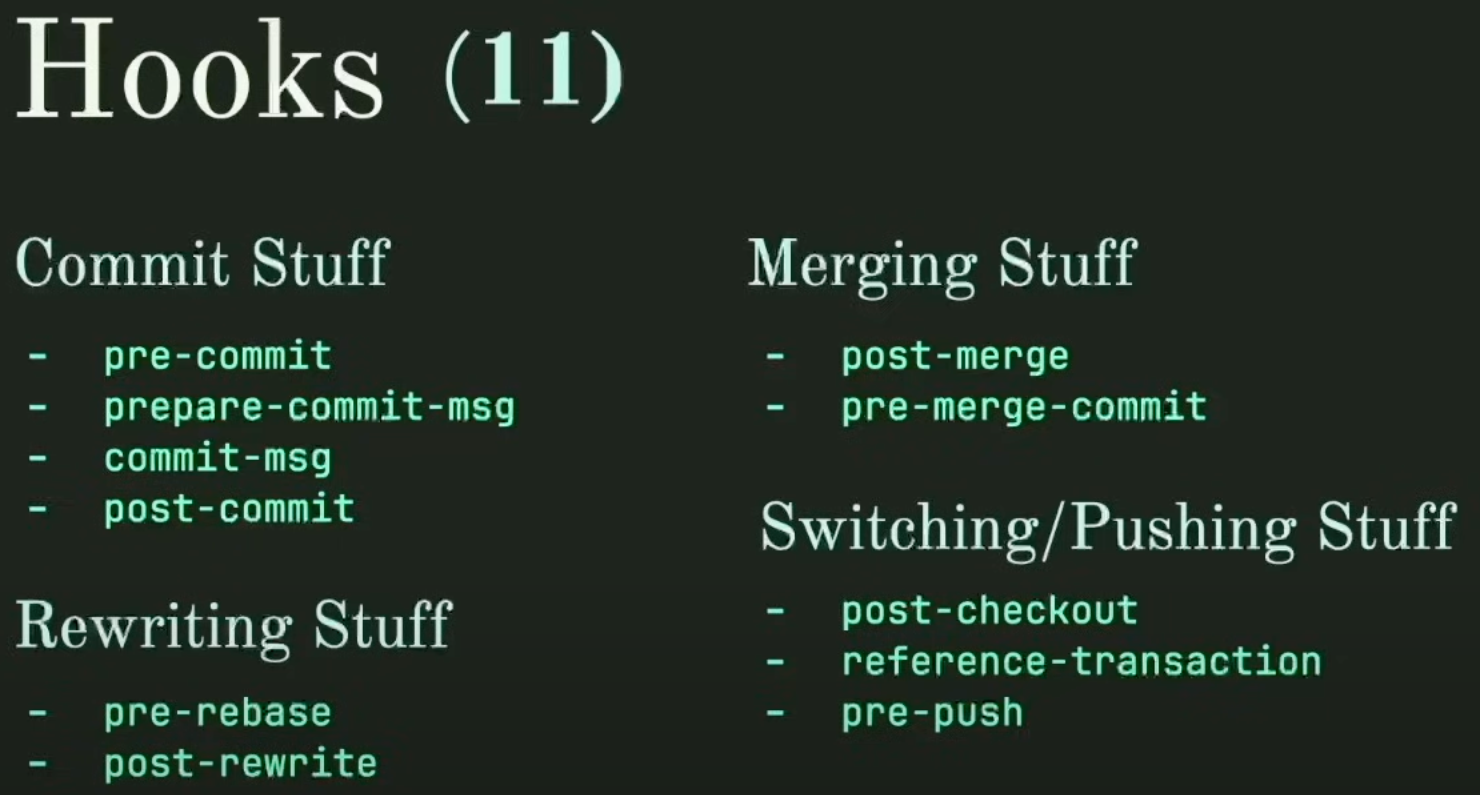 Hooks (11)
Commit Stuff
- pre-commit
- prepare-commit-msg
- commit-msg
- post-commit
Rewriting Stuff
- pre-rebase
- post-rewrite
Merging Stuff
- post-merge
- pre-merge-commit
Switching/Pushing Stuff
- post-checkout
- reference-transaction
- pre-push